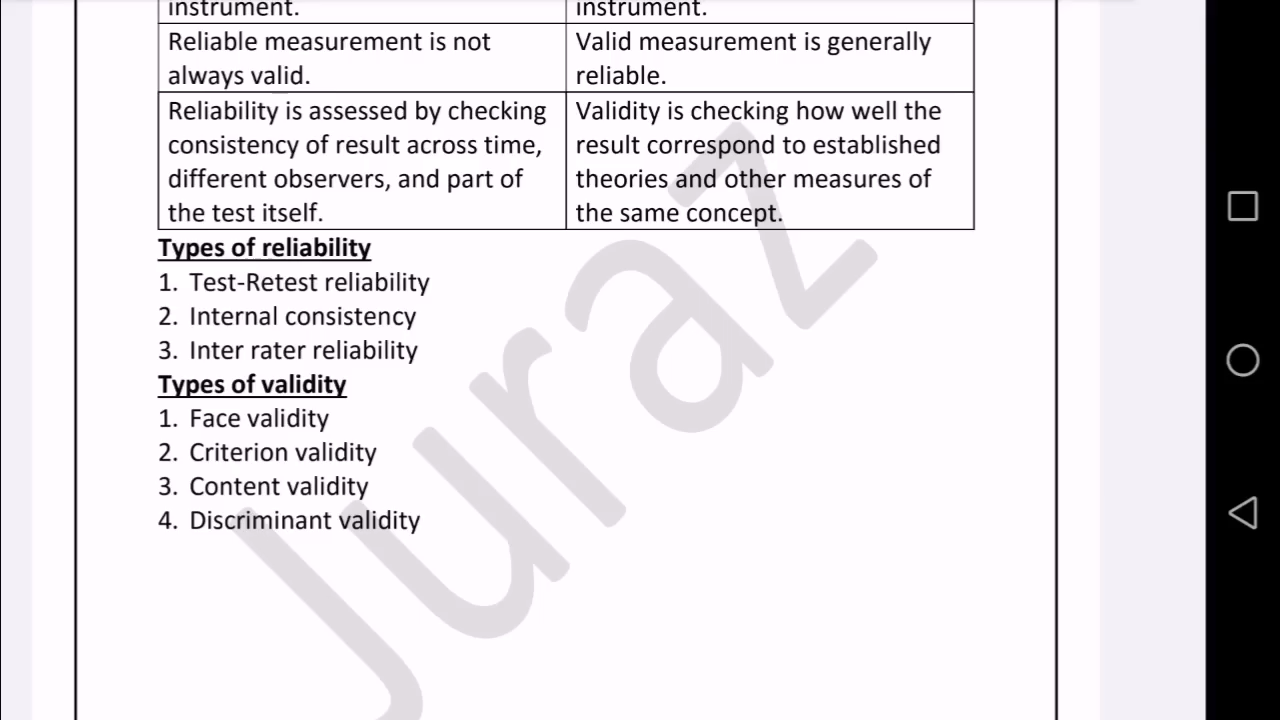 instrument.
instrument.
Reliable measurement is not
always valid.
Valid measurement is generally
reliable.
Reliability is assessed by checking
consistency of result across time,
different observers, and part of
the test itself.
Validity is checking how well the
result correspond to established
theories and other measures of
the same concept.
Types of reliability
1. Test-Retest reliability
2. Internal consistency
3. Inter rater reliability
Types of validity
1. Face validity
2. Criterion validity
3. Content validity
4. Discriminant validity
Juraz